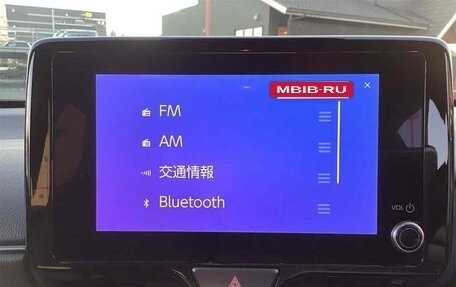 MBIB-RU
×
FM
AM
交通情報
Bluetooth
VOL